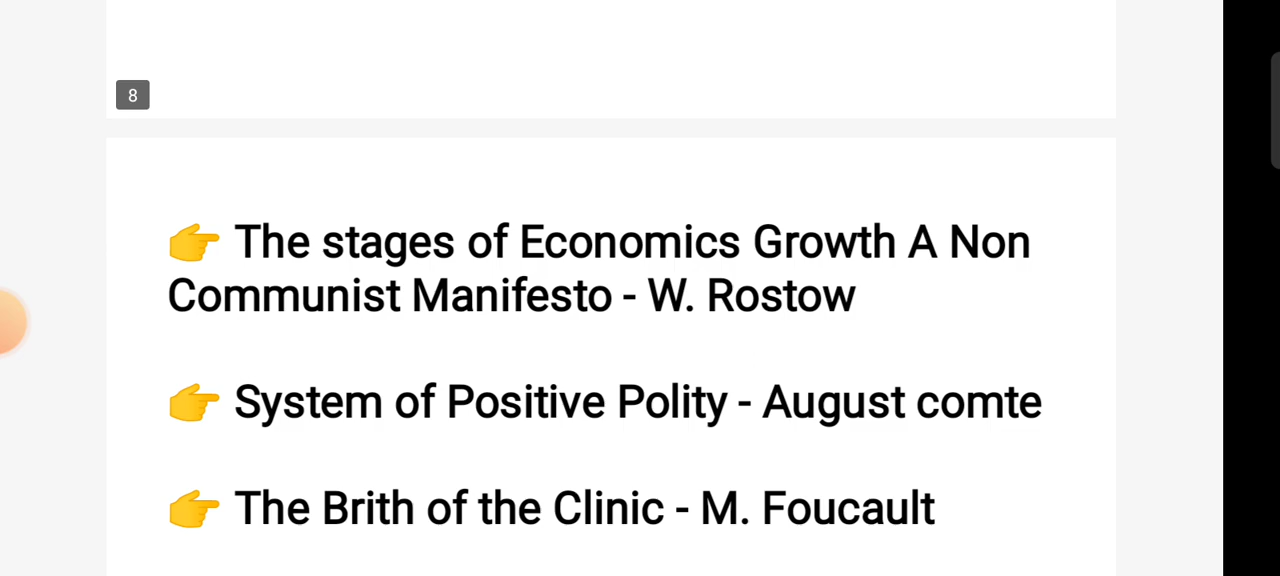 8
👉 The stages of Economics Growth A Non
Communist Manifesto - W. Rostow
👉 System of Positive Polity - August comte
👉 The Brith of the Clinic - M. Foucault